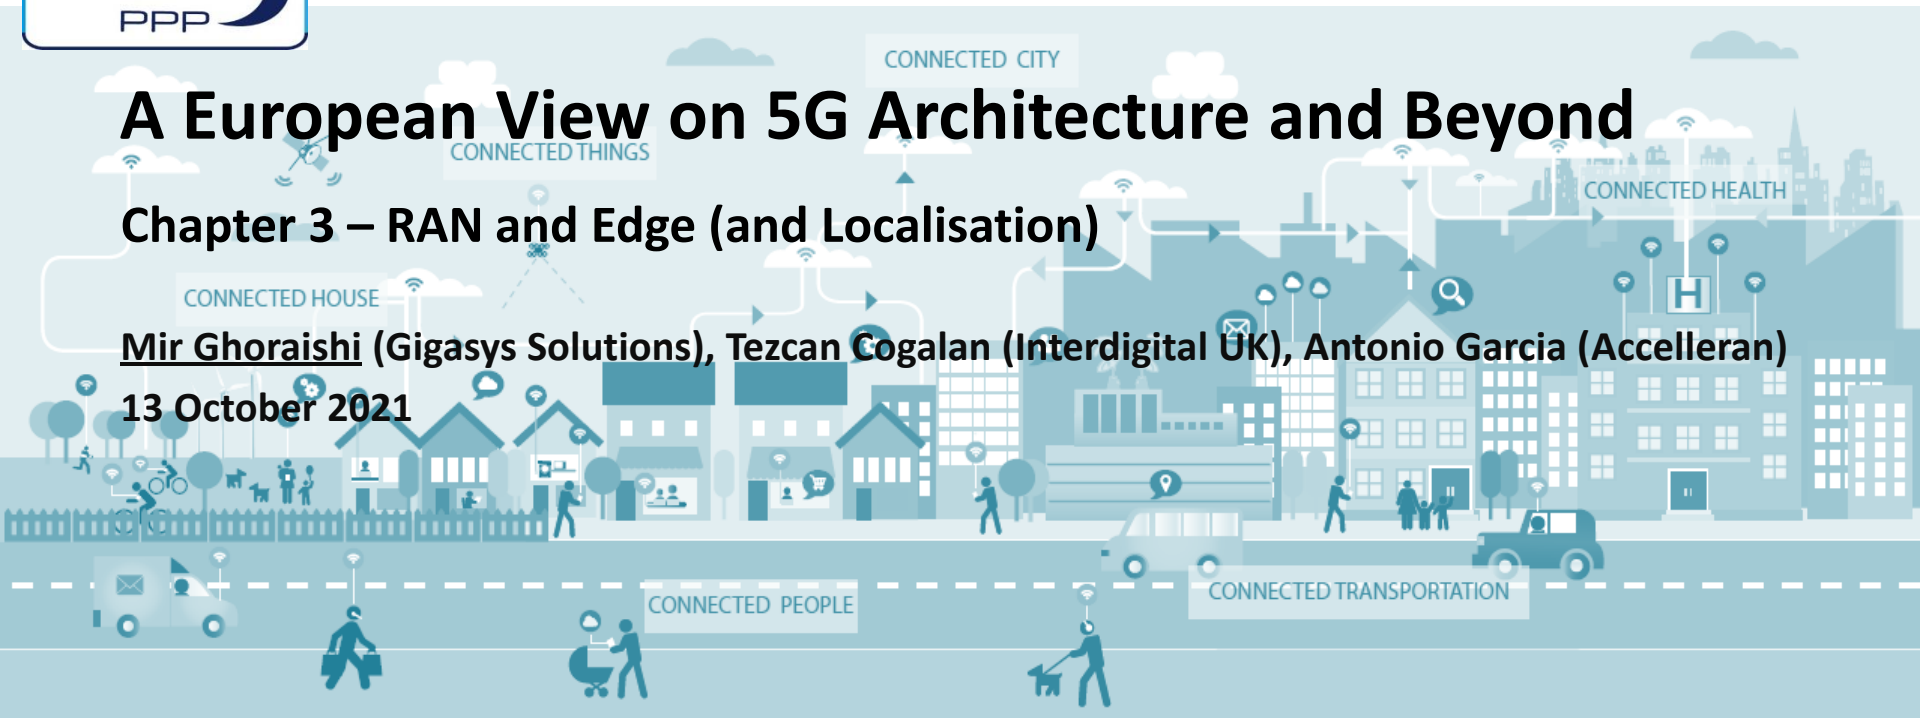 PPP
CONNECTED CITY
A European View on 5G Architecture and Beyond
CONNECTED THINGS
CONNECTED HEALTH
Chapter 3 – RAN and Edge (and Localisation)
CONNECTED HOUSE
H
Mir Ghoraishi (Gigasys Solutions), Tezcan Cogalan (Interdigital UK), Antonio Garcia (Accelleran)
13 October 2021
CONNECTED TRANSPORTATION
CONNECTED PEOPLE